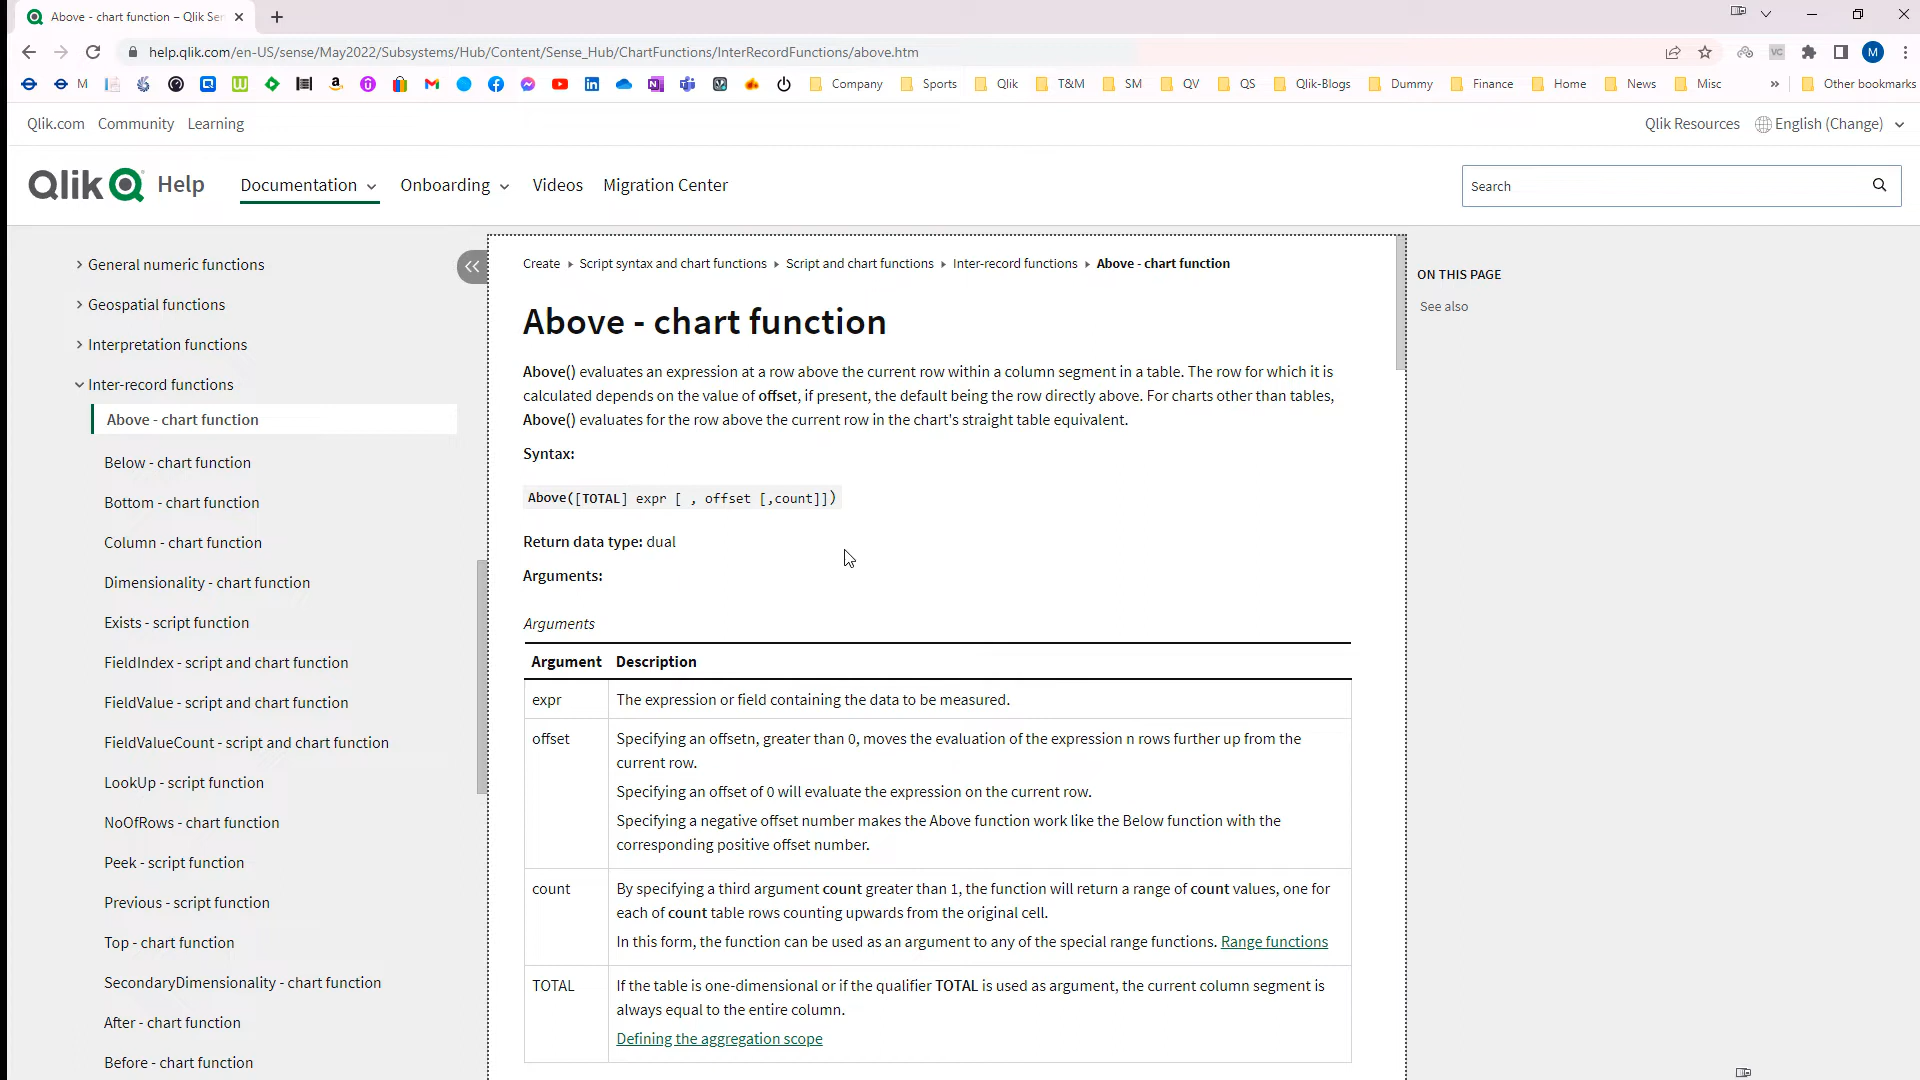 Above - chart function – Qlik Se
help.qlik.com/en-US/sense/May2022/Subsystems/Hub/Content/Sense_Hub/ChartFunctions/InterRecordFunctions/above.htm
VC
M
M
Company
Sports
Qlik
T&M
SM
QV
QS
Qlik-Blogs
Dummy
Finance
Home
News
Misc
»
Other bookmarks
Qlik.com Community Learning
Qlik Resources
English (Change)
Qlik Help
Documentation
Onboarding
Videos
Migration Center
Search
General numeric functions
Geospatial functions
Interpretation functions
Inter-record functions
Above - chart function
Below - chart function
Bottom - chart function
Column - chart function
Dimensionality - chart function
Exists - script function
FieldIndex - script and chart function
FieldValue - script and chart function
FieldValueCount - script and chart function
LookUp - script function
NoOfRows - chart function
Peek - script function
Previous - script function
Top - chart function
SecondaryDimensionality - chart function
After - chart function
Before - chart function
Create ▸ Script syntax and chart functions ▸ Script and chart functions ▸ Inter-record functions ▸ Above - chart function
Above - chart function
Above() evaluates an expression at a row above the current row within a column segment in a table. The row for which it is
calculated depends on the value of offset, if present, the default being the row directly above. For charts other than tables,
Above() evaluates for the row above the current row in the chart's straight table equivalent.
Syntax:
Above([TOTAL] expr [ , offset [,count]])
Return data type: dual
Arguments:
Arguments
Argument Description
expr The expression or field containing the data to be measured.
offset Specifying an offsetn, greater than 0, moves the evaluation of the expression n rows further up from the
current row.
Specifying an offset of 0 will evaluate the expression on the current row.
Specifying a negative offset number makes the Above function work like the Below function with the
corresponding positive offset number.
count By specifying a third argument count greater than 1, the function will return a range of count values, one for
each of count table rows counting upwards from the original cell.
In this form, the function can be used as an argument to any of the special range functions. Range functions
TOTAL If the table is one-dimensional or if the qualifier TOTAL is used as argument, the current column segment is
always equal to the entire column.
Defining the aggregation scope
ON THIS PAGE
See also